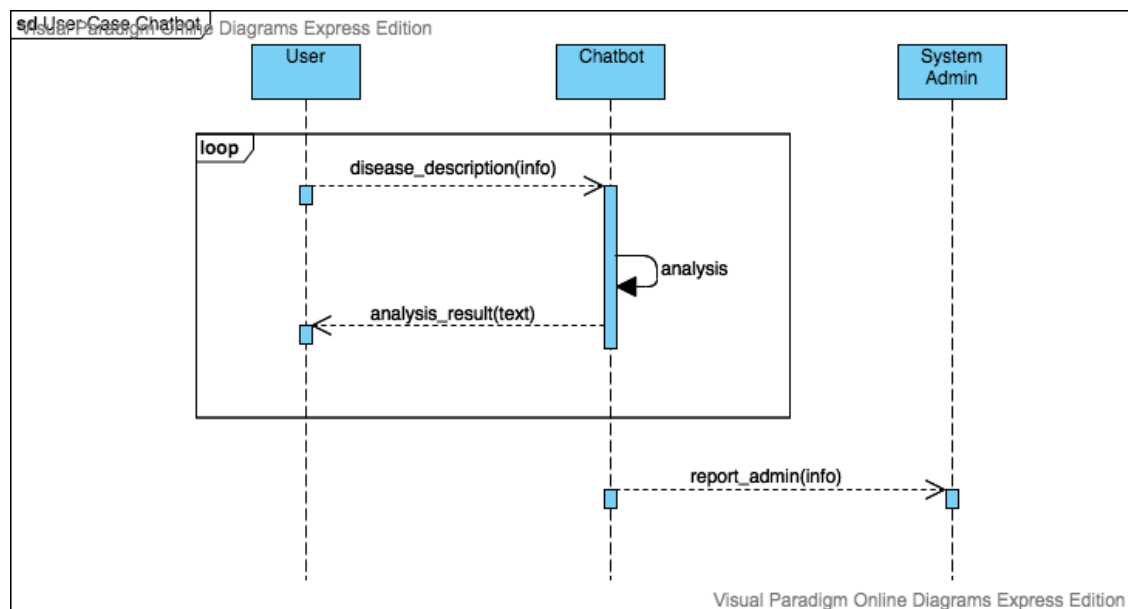 sd User Case Chatbot
Visual Paradigm Online Diagrams Express Edition
User
Chatbot
System
Admin
loop
disease_description(info)
analysis
analysis_result(text)
report_admin(info)
Visual Paradigm Online Diagrams Express Edition